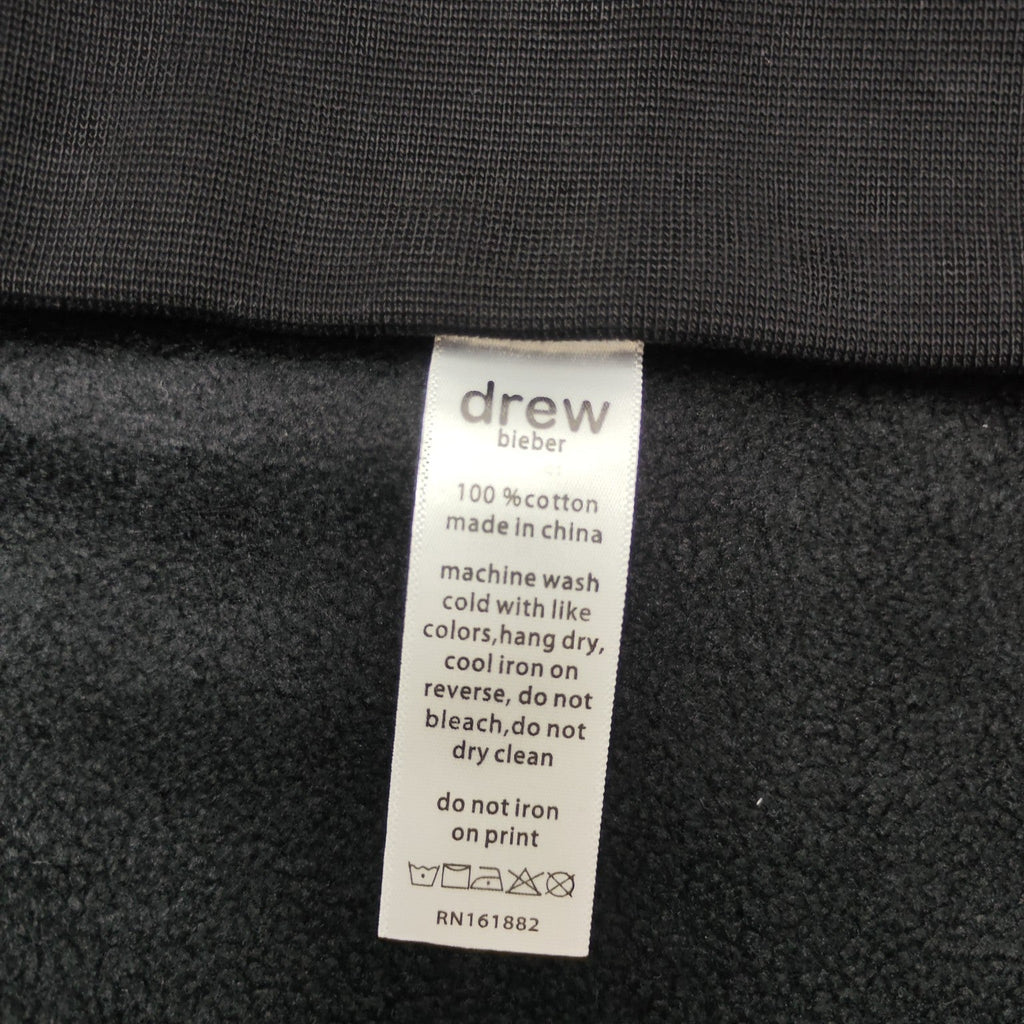 drew
bieber
100 %cotton
made in china
machine wash
cold with like
colors,hang dry,
cool iron on
reverse, do not
bleach,do not
dry clean
do not iron
on print
RN161882